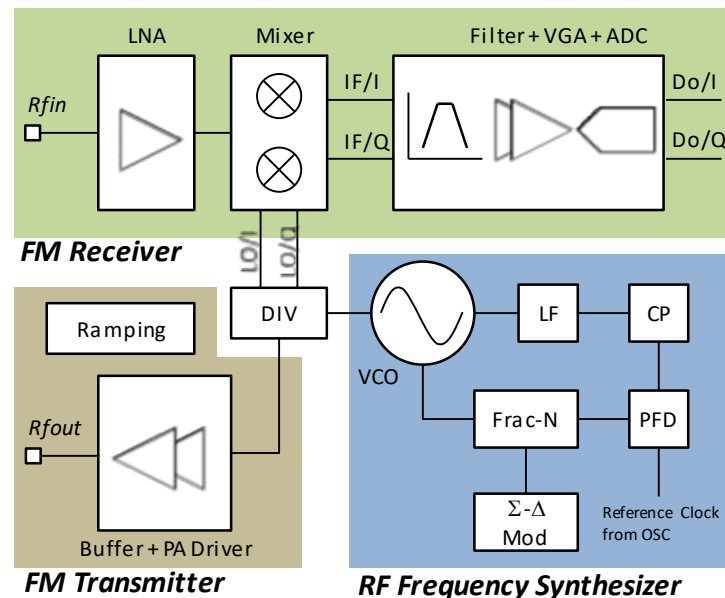 LNA
Mixer
Filter + VGA + ADC
Rfin
IF/I
IF/Q
Do/I
Do/Q
LO/I
LO/Q
FM Receiver
DIV
Ramping
Rfout
Buffer + PA Driver
FM Transmitter
VCO
LF
CP
Frac-N
PFD
Σ-Δ
Mod
Reference Clock
from OSC
RF Frequency Synthesizer